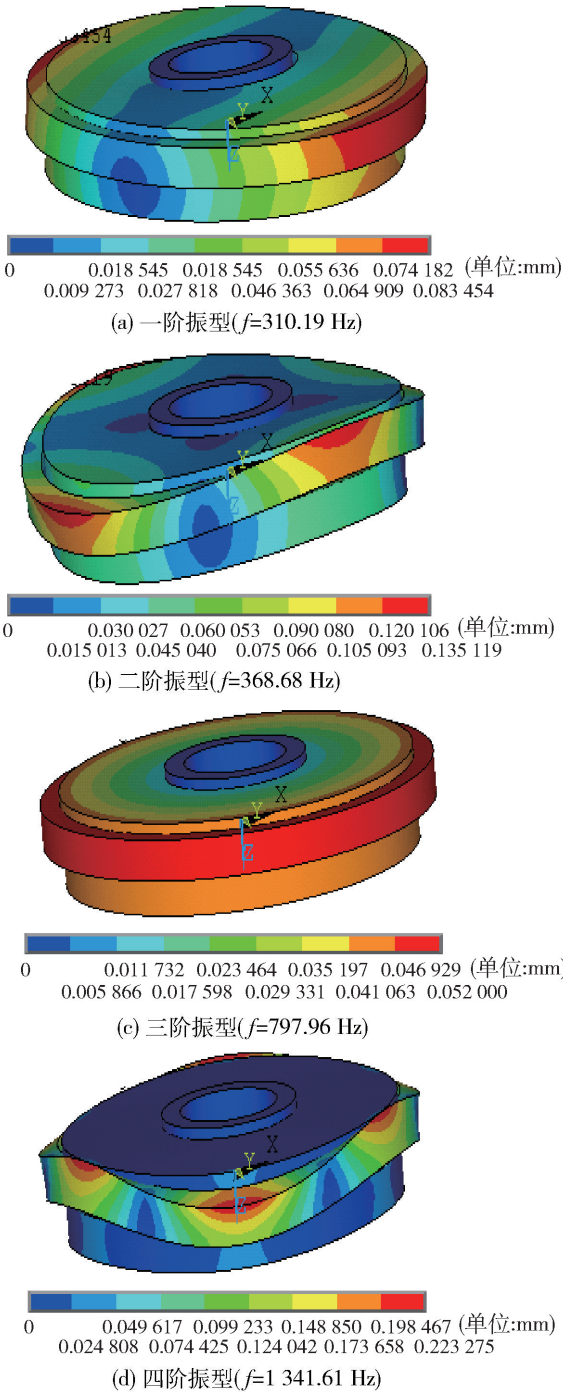 454
X
Y
Z
0 0.018 545 0.018 545 0.055 636 0.074 182 (单位:mm)
0.009 273 0.027 818 0.046 363 0.064 909 0.083 454
(a) 一阶振型(f=310.19 Hz)
X
Y
Z
0 0.030 027 0.060 053 0.090 080 0.120 106 (单位:mm)
0.015 013 0.045 040 0.075 066 0.105 093 0.135 119
(b) 二阶振型(f=368.68 Hz)
X
Y
Z
0 0.011 732 0.023 464 0.035 197 0.046 929 (单位:mm)
0.005 866 0.017 598 0.029 331 0.041 063 0.052 000
(c) 三阶振型(f=797.96 Hz)
X
Y
Z
0 0.049 617 0.099 233 0.148 850 0.198 467 (单位:mm)
0.024 808 0.074 425 0.124 042 0.173 658 0.223 275
(d) 四阶振型(f=1 341.61 Hz)